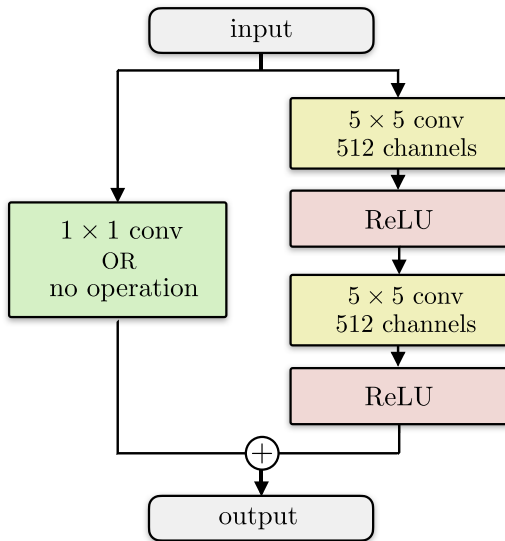 input
5 × 5 conv
512 channels
ReLU
1 × 1 conv
OR
no operation
5 × 5 conv
512 channels
ReLU
+
output